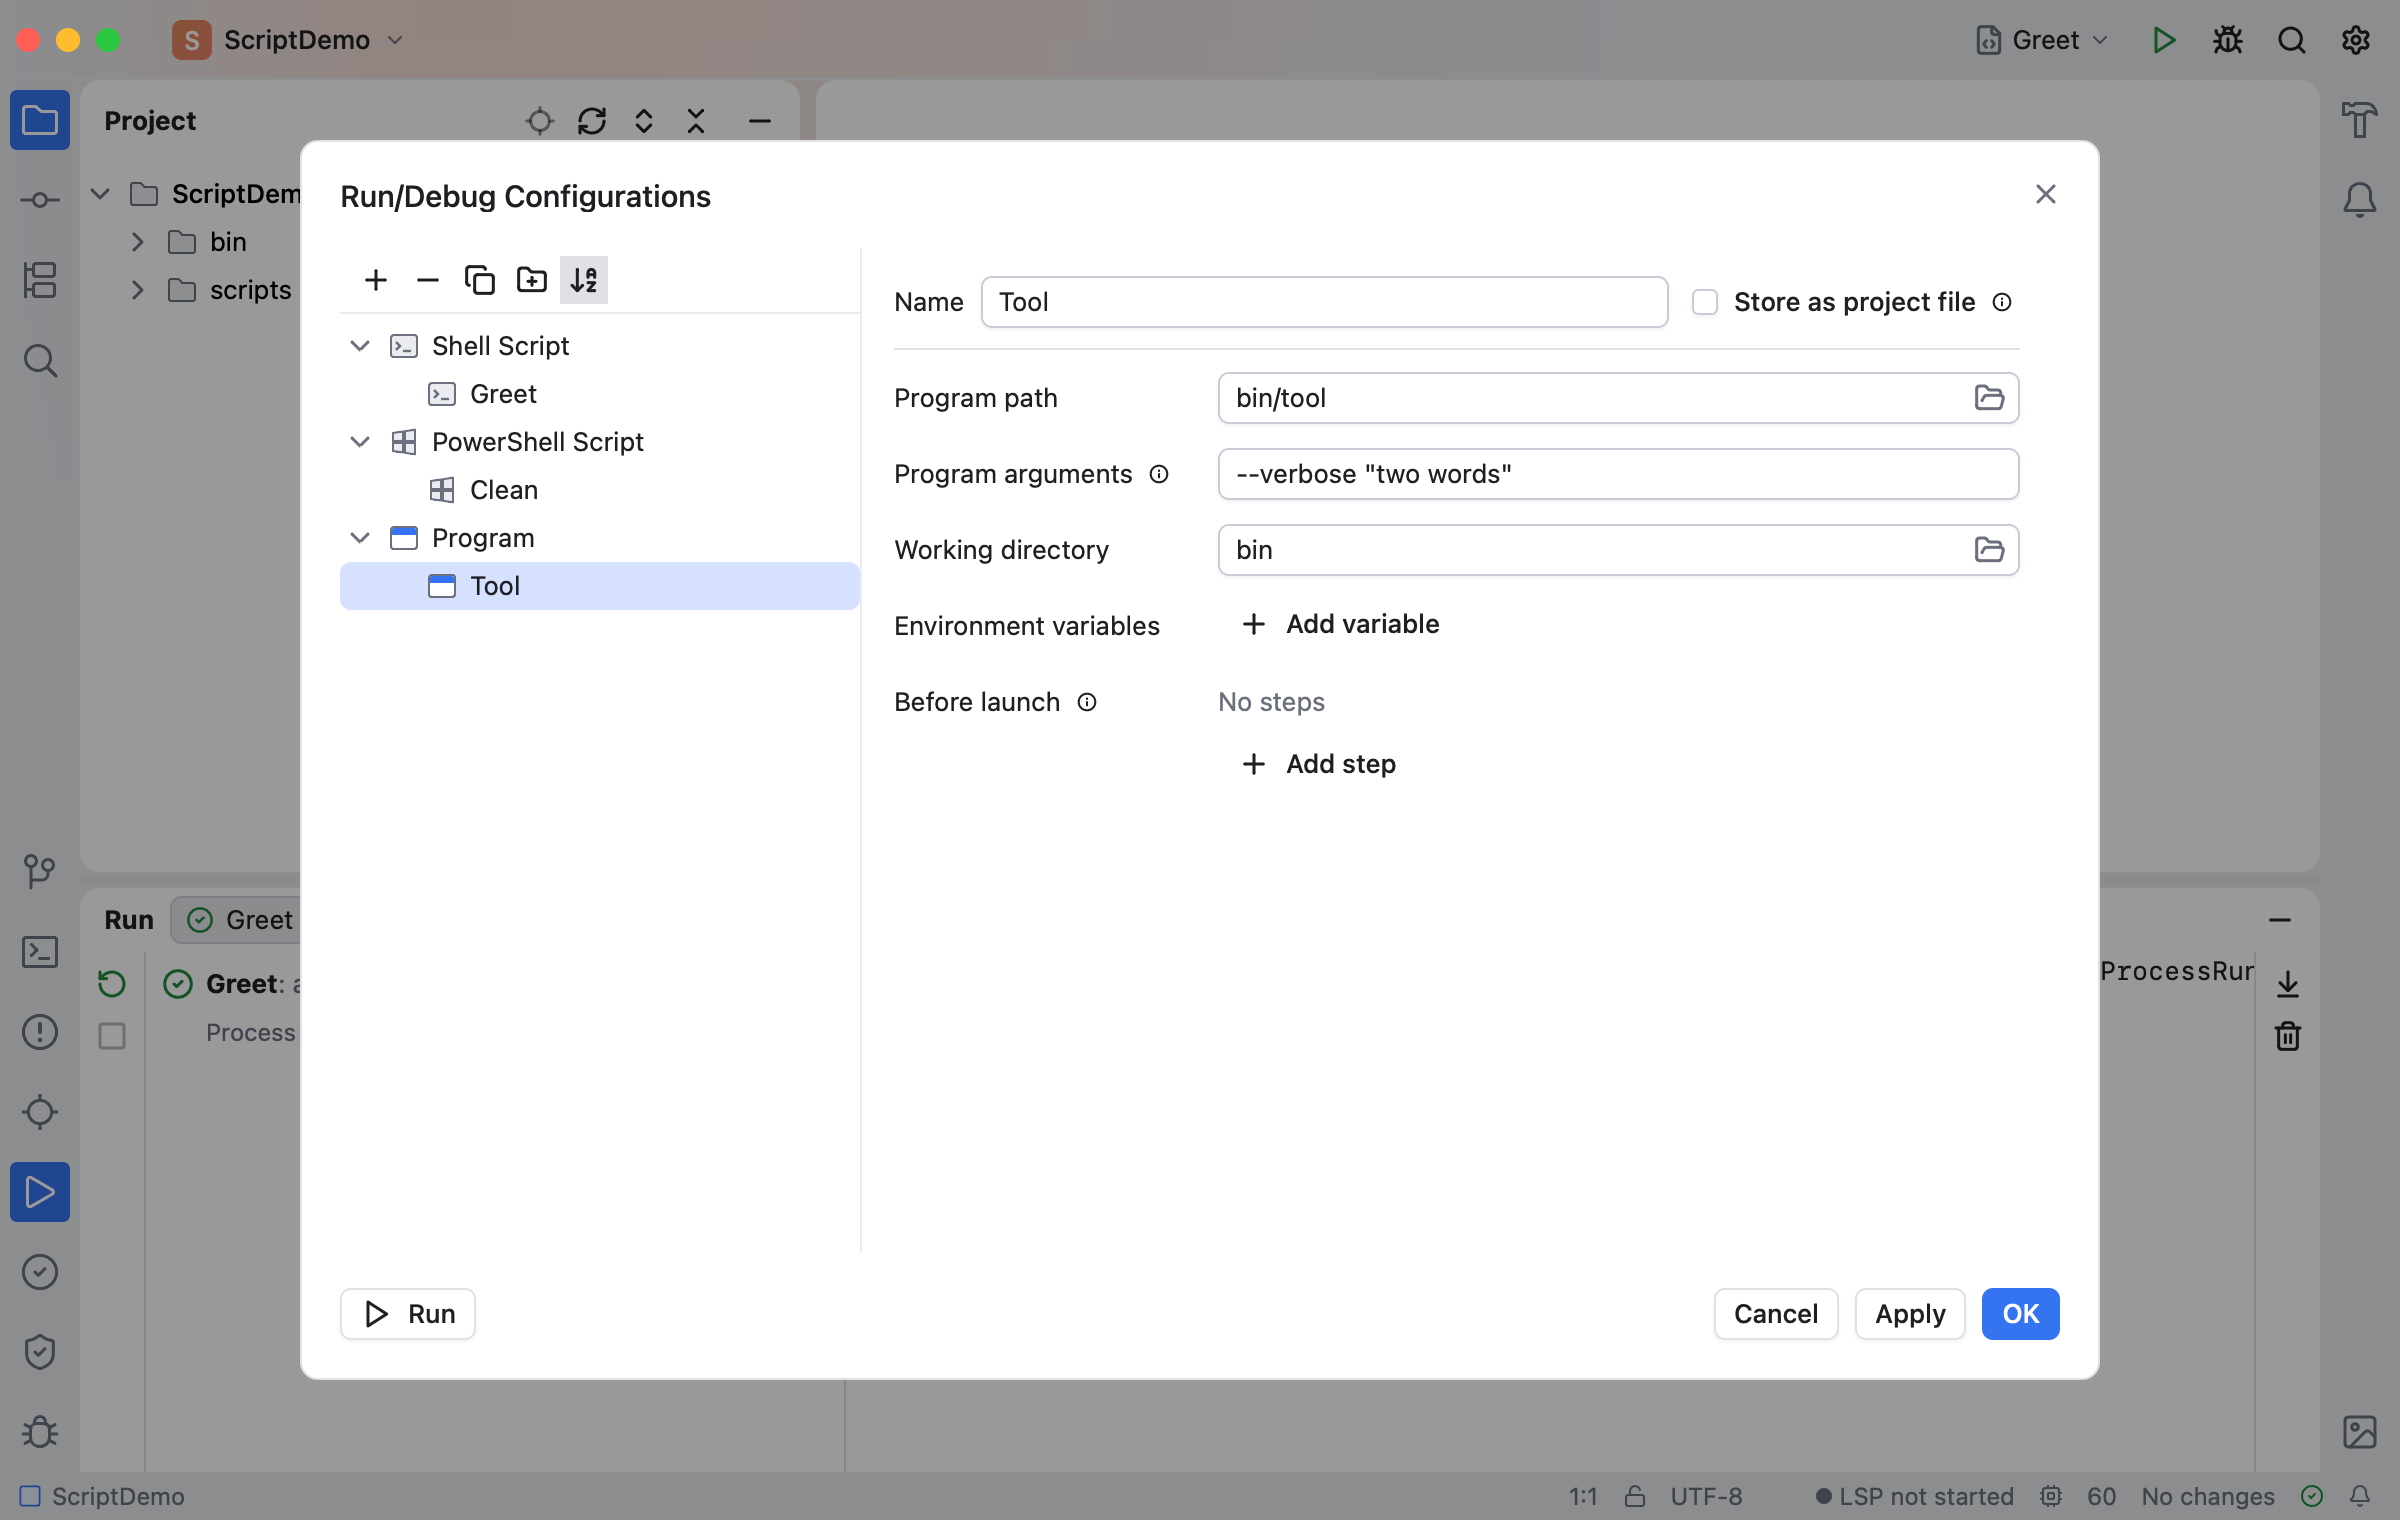 S ScriptDemo
Greet
Project
ScriptDem
bin
scripts
Run/Debug Configurations
Shell Script
Greet
PowerShell Script
Clean
Program
Tool
Name Tool Store as project file
Program path bin/tool
Program arguments --verbose "two words"
Working directory bin
Environment variables Add variable
Before launch No steps
Add step
Run
Cancel Apply OK
Run Greet
Greet: a
Process
ProcessRun
ScriptDemo
1:1 UTF-8 LSP not started 60 No changes